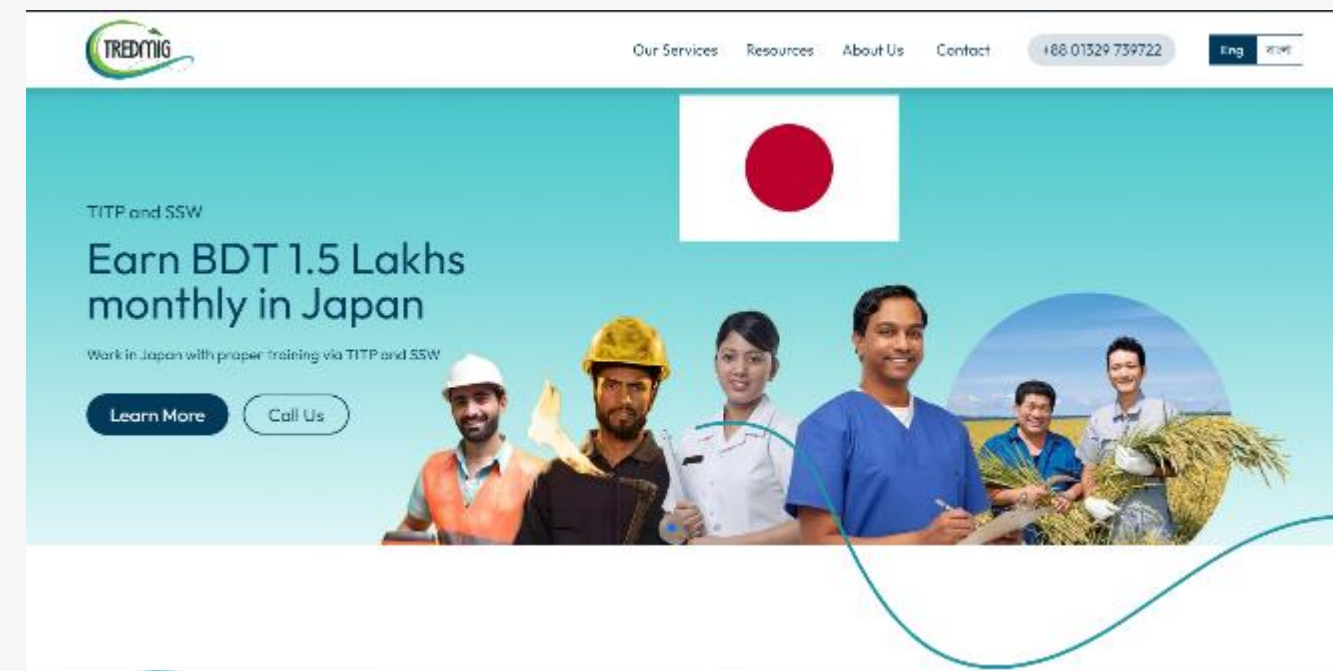 TREDMIG
Our Services
Resources
About Us
Contact
+88 01329 739722
Eng
বাংলা
TITP and SSW
Earn BDT 1.5 Lakhs
monthly in Japan
Work in Japan with proper training via TITP and SSW
Learn More
Call Us